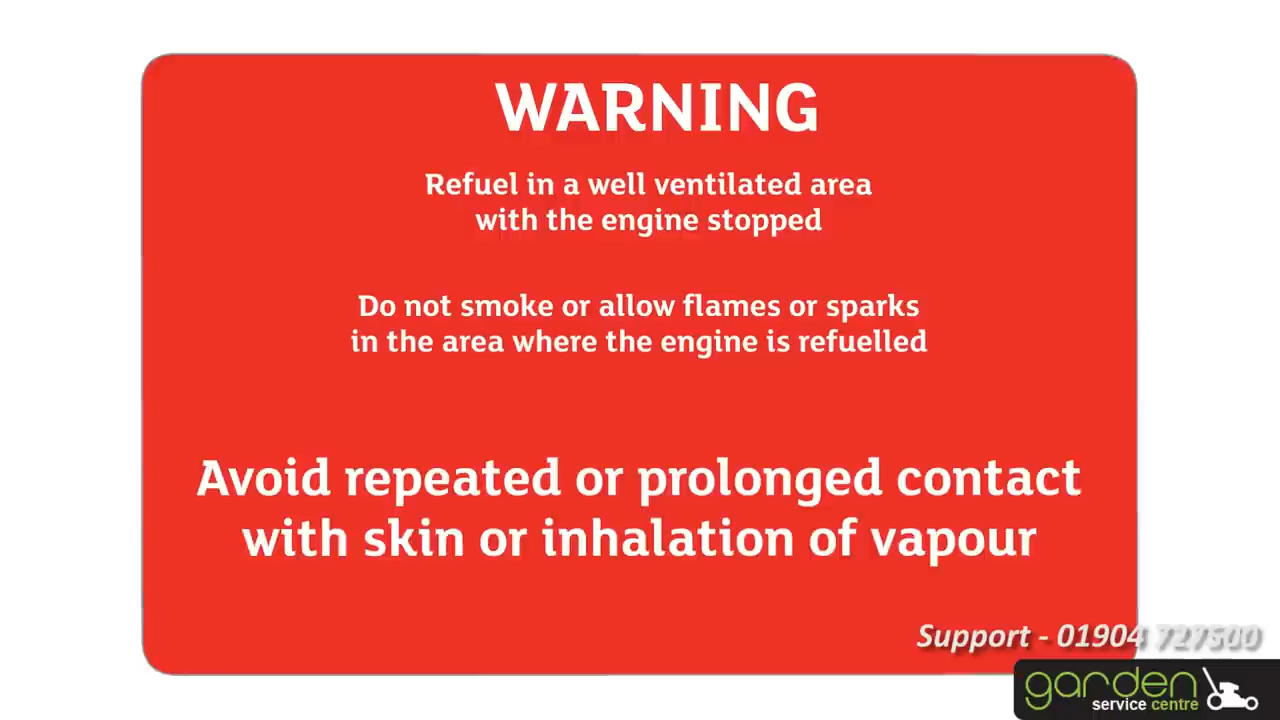 WARNING
Refuel in a well ventilated area
with the engine stopped
Do not smoke or allow flames or sparks
in the area where the engine is refuelled
Avoid repeated or prolonged contact
with skin or inhalation of vapour
Support - 01904 727500
garden
service centre